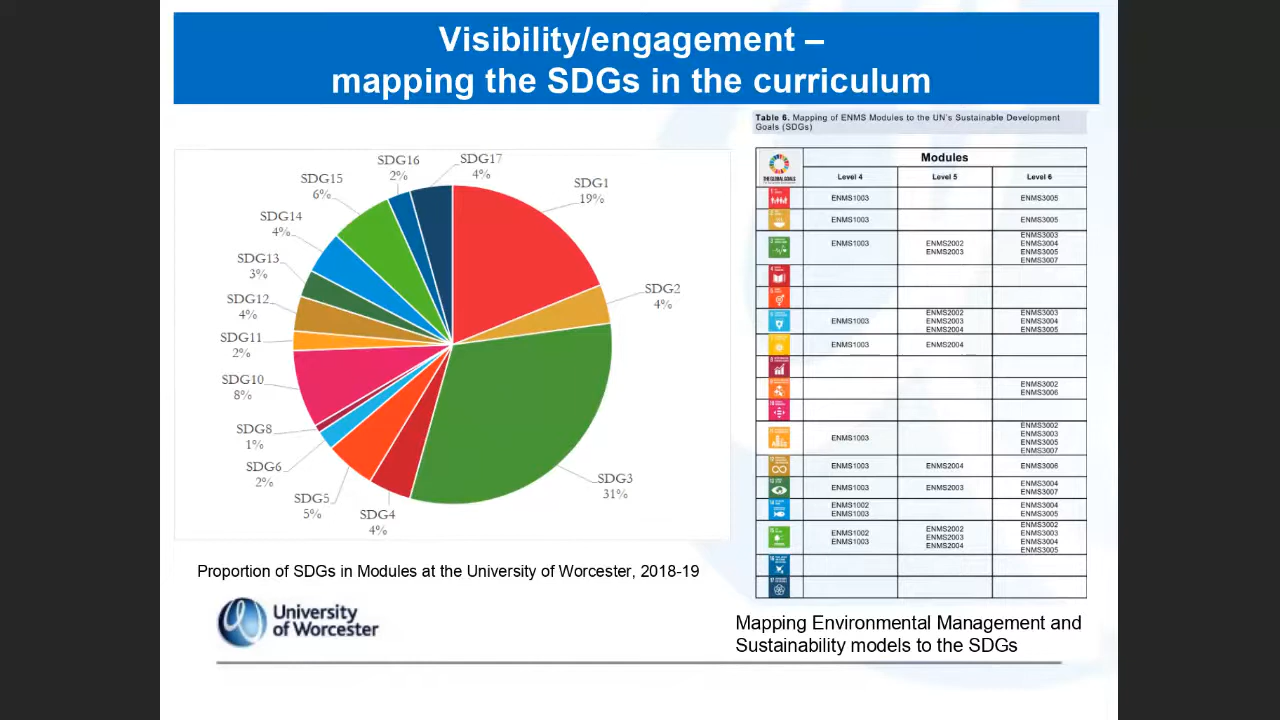 Visibility/engagement –
mapping the SDGs in the curriculum
SDG1
19%
SDG2
4%
SDG3
31%
SDG4
4%
SDG5
5%
SDG6
2%
SDG8
1%
SDG10
8%
SDG11
2%
SDG12
4%
SDG13
3%
SDG14
4%
SDG15
6%
SDG16
2%
SDG17
4%
Proportion of SDGs in Modules at the University of Worcester, 2018-19
University
of Worcester
Table 6. Mapping of ENMS Modules to the UN's Sustainable Development
Goals (SDGs)
THE GLOBAL GOALS
Modules
Level 4 Level 5 Level 6
ENMS1003 ENMS3005
ENMS1003 ENMS3005
ENMS1003 ENMS2002 ENMS3003
ENMS2003 ENMS3004
ENMS3005
ENMS3007
ENMS1003 ENMS2002 ENMS3003
ENMS2003 ENMS3004
ENMS2004 ENMS3005
ENMS1003 ENMS2004
ENMS3002
ENMS3006
ENMS1003 ENMS3002
ENMS3003
ENMS3005
ENMS3007
ENMS1003 ENMS2004 ENMS3006
ENMS1003 ENMS2003 ENMS3004
ENMS3007
ENMS1002 ENMS3004
ENMS1003 ENMS3005
ENMS1002 ENMS2002 ENMS3002
ENMS1003 ENMS2003 ENMS3003
ENMS2004 ENMS3004
ENMS3005
Mapping Environmental Management and
Sustainability models to the SDGs